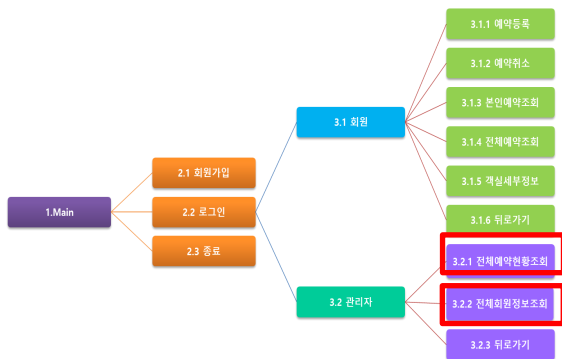 3.1.1 예약등록
3.1.2 예약취소
3.1 회원
3.1.3 본인예약조회
3.1.4 전체예약조회
2.1 회원가입
3.1.5 객실세부정보
1.Main
2.2 로그인
3.1.6 뒤로가기
2.3 종료
3.2.1 전체예약현황조회
3.2 관리자
3.2.2 전체회원정보조회
3.2.3 뒤로가기